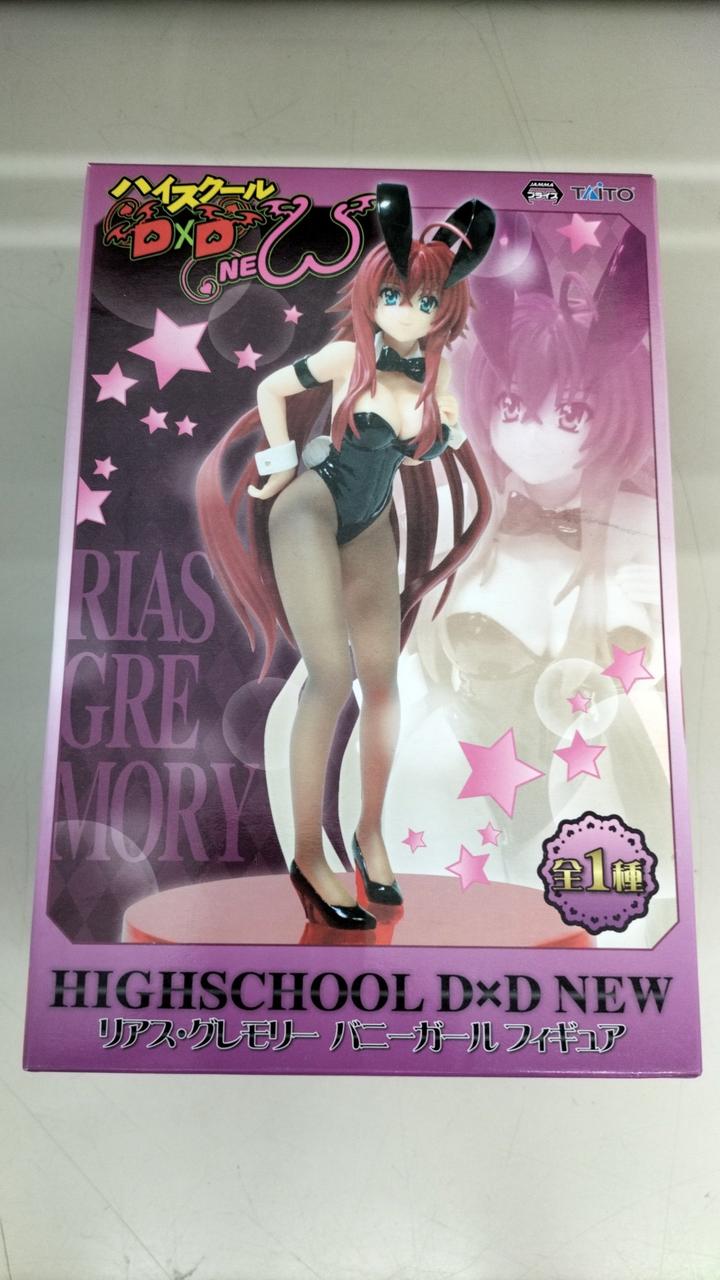 ハイスクール
D×D
NEW
JAMMA
プライズ
TAITO
RIAS
GRE
MORY
全1種
HIGHSCHOOL D×D NEW
リアス・グレモリー バニーガール フィギュア